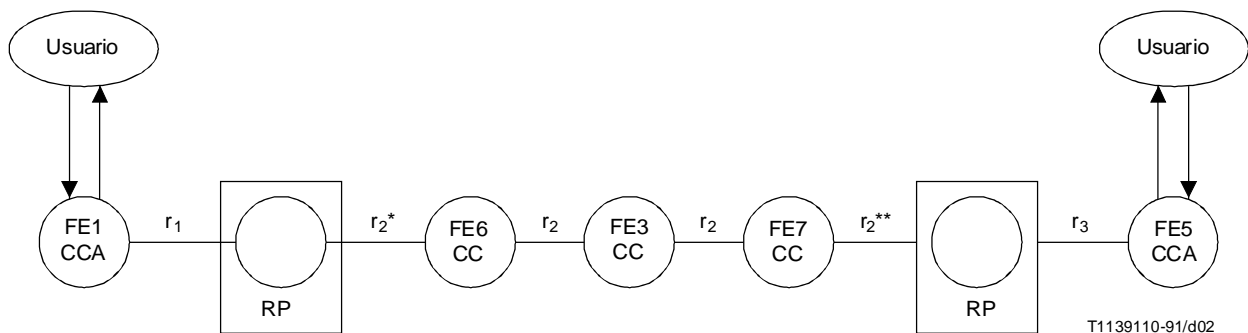 Usuario
Usuario
FE1
CCA
r1
RP
r2*
FE6
CC
r2
FE3
CC
r2
FE7
CC
r2**
RP
r3
FE5
CCA
T1139110-91/d02